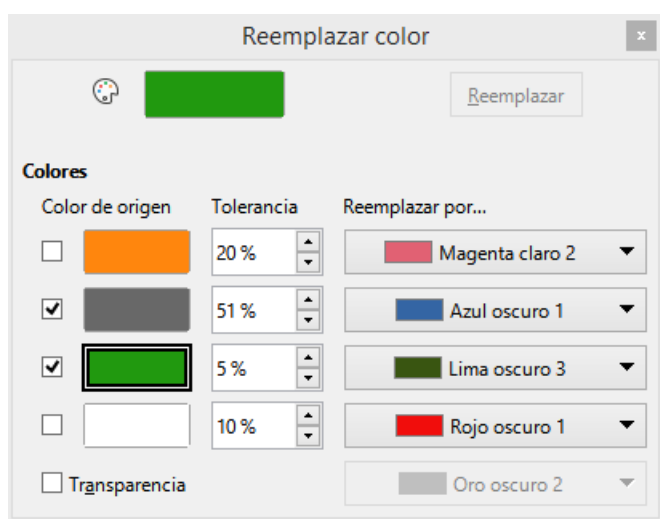 Reemplazar color
x
Reemplazar
Colores
Color de origen Tolerancia Reemplazar por...
20 % Magenta claro 2
51 % Azul oscuro 1
5 % Lima oscuro 3
10 % Rojo oscuro 1
Transparencia Oro oscuro 2